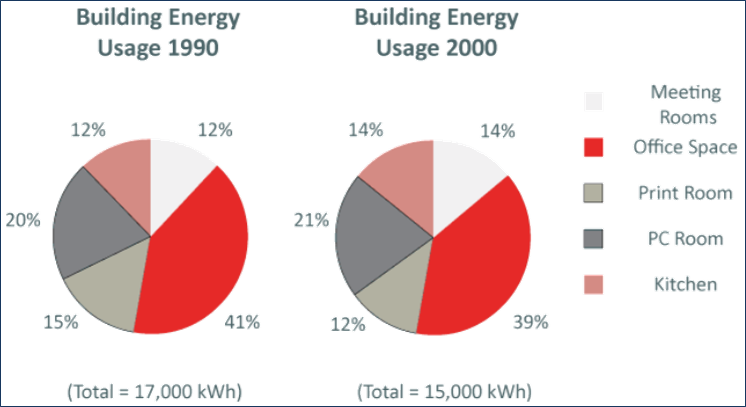 Building Energy
Usage 1990
Building Energy
Usage 2000
12%
12%
20%
15%
41%
14%
14%
21%
12%
39%
Meeting
Rooms
Office Space
Print Room
PC Room
Kitchen
(Total = 17,000 kWh)
(Total = 15,000 kWh)